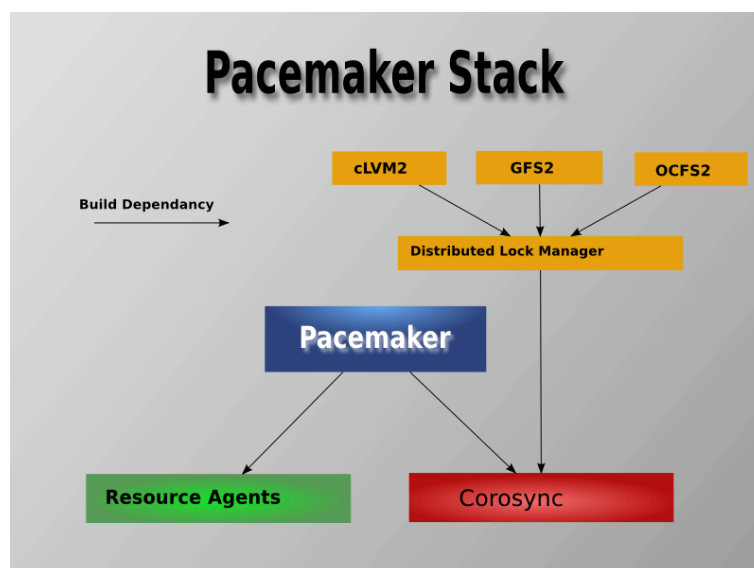 Pacemaker Stack
cLVM2
GFS2
OCFS2
Build Dependancy
Distributed Lock Manager
Pacemaker
Resource Agents
Corosync